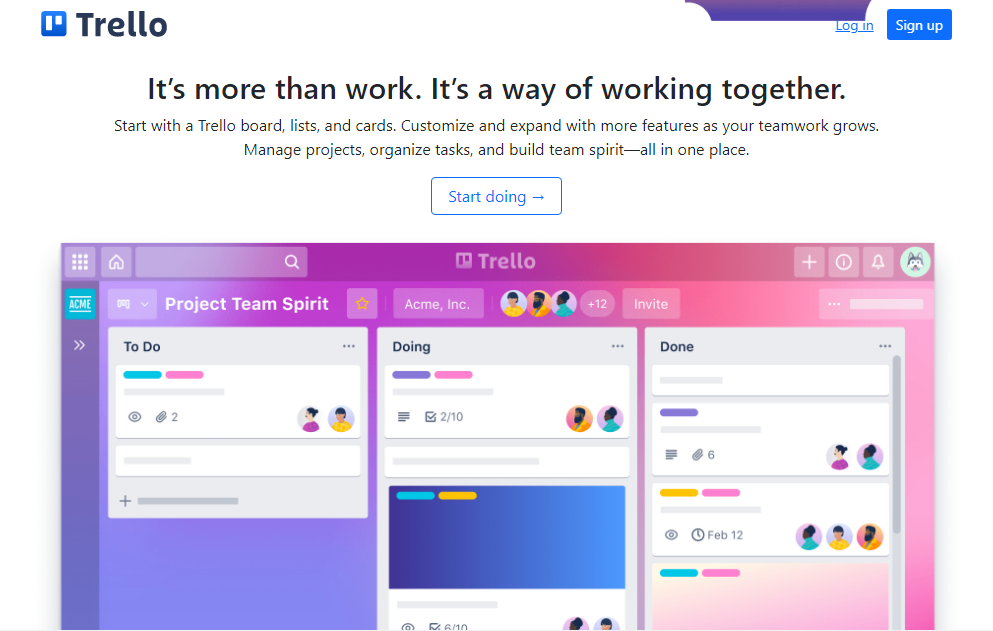 Trello
Log in
Sign up
It’s more than work. It’s a way of working together.
Start with a Trello board, lists, and cards. Customize and expand with more features as your teamwork grows.
Manage projects, organize tasks, and build team spirit—all in one place.
Start doing →
Trello
ACME
Project Team Spirit
Acme, Inc.
+12
Invite
To Do
Doing
Done
2
2/10
6
Feb 12
6/10